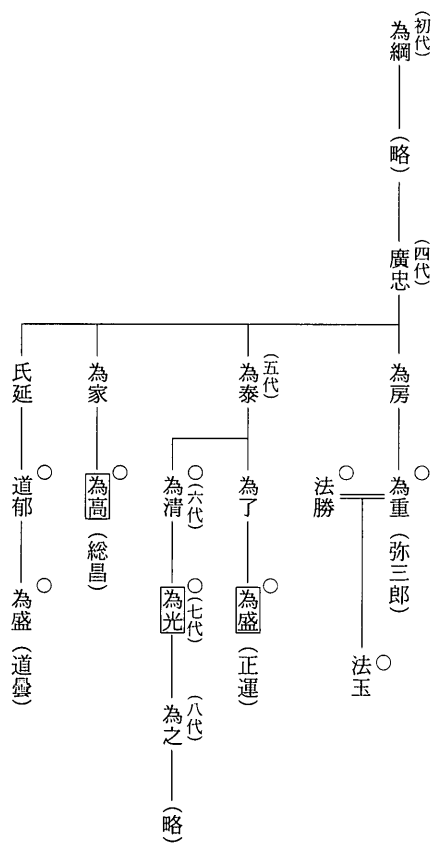 (初代)
為綱
(略)
(四代)
廣忠
為房
○
為重(弥三郎)
○
法勝
○
法玉
(五代)
為泰
為了
○
為盛(正運)
○(六代)
為清
○(七代)
為光
(八代)
為之
(略)
為家
○
為高(総昌)
氏延
○
道郁
○
為盛(道曇)